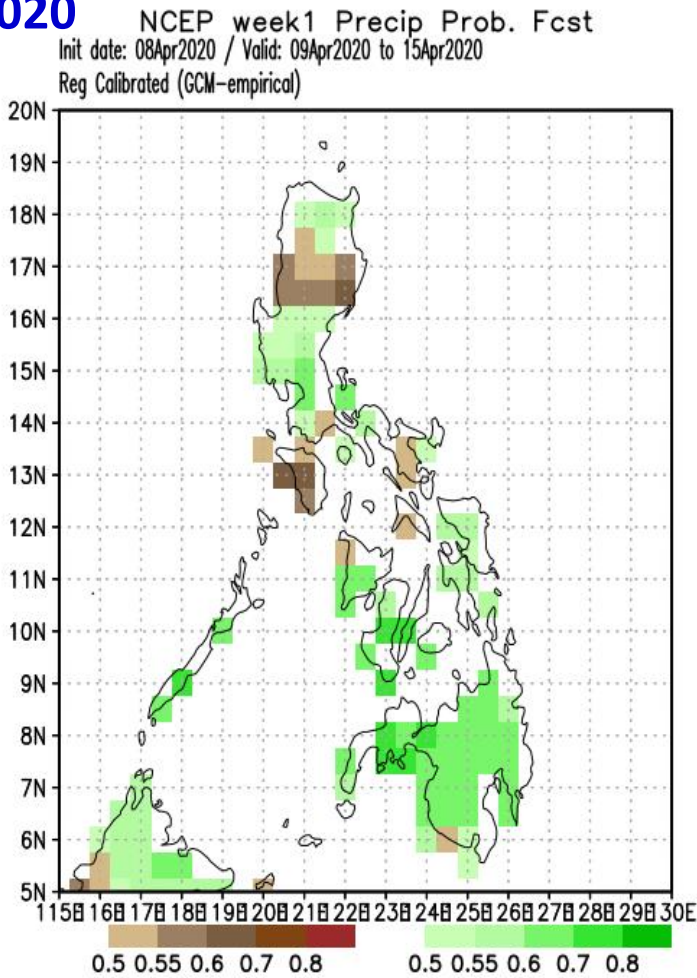 2020
NCEP week1 Precip Prob. Fcst
Init date: 08Apr2020 / Valid: 09Apr2020 to 15Apr2020
Reg Calibrated (GCM-empirical)
20N
19N
18N
17N
16N
15N
14N
13N
12N
11N
10N
9N
8N
7N
6N
5N
115E 116E 117E 118E 119E 120E 121E 122E 123E 124E 125E 126E 127E 128E 129E 130E
0.5 0.55 0.6 0.7 0.8 0.5 0.55 0.6 0.7 0.8